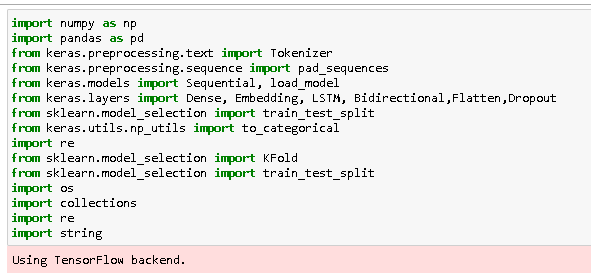 import numpy as np
import pandas as pd
from keras.preprocessing.text import Tokenizer
from keras.preprocessing.sequence import pad_sequences
from keras.models import Sequential, load_model
from keras.layers import Dense, Embedding, LSTM, Bidirectional,Flatten,Dropout
from sklearn.model_selection import train_test_split
from keras.utils.np_utils import to_categorical
import re
from sklearn.model_selection import KFold
from sklearn.model_selection import train_test_split
import os
import collections
import re
import string
Using TensorFlow backend.